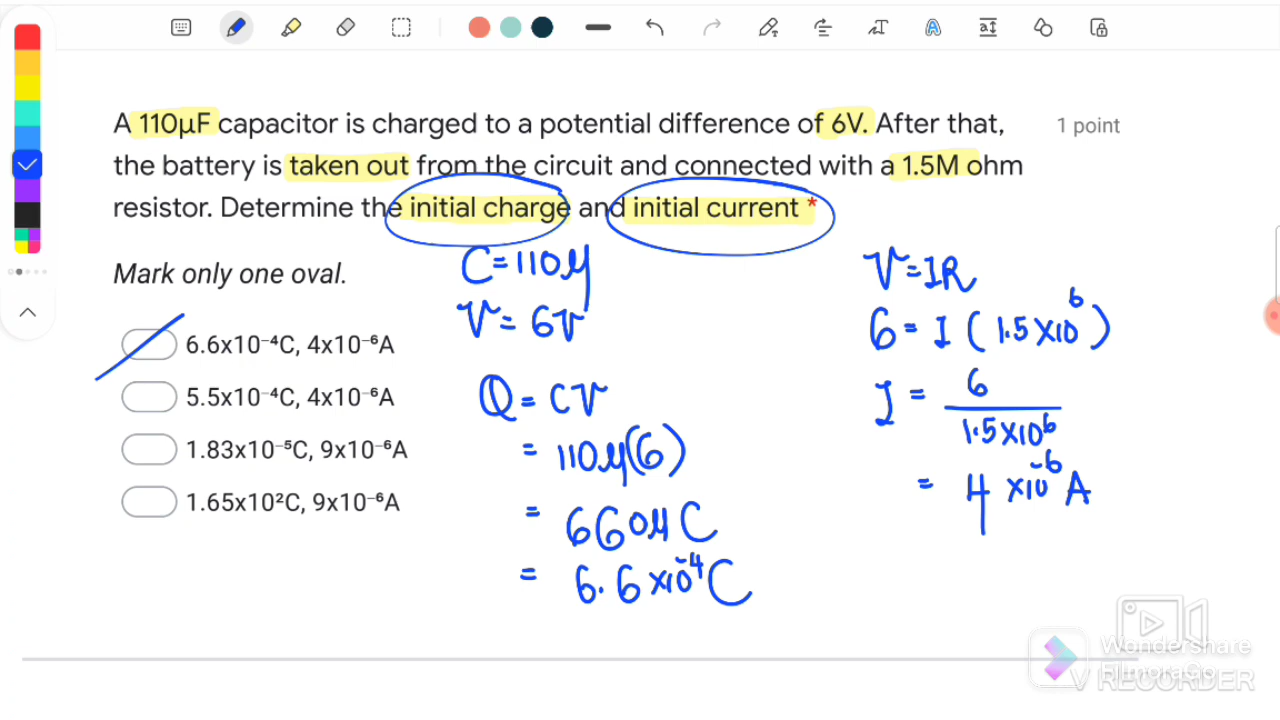 A 110μF capacitor is charged to a potential difference of 6V. After that,
1 point
the battery is taken out from the circuit and connected with a 1.5M ohm
resistor. Determine the initial charge and initial current *
Mark only one oval.
6.6x10⁻⁴C, 4x10⁻⁶A
5.5x10⁻⁴C, 4x10⁻⁶A
1.83x10⁻⁵C, 9x10⁻⁶A
1.65x10²C, 9x10⁻⁶A
C=110μ
V= 6V
Q = CV
= 110μ(6)
= 660μC
= 6.6x10⁻⁴C
V=IR
6 = I (1.5x10⁶)
I = 6
1.5x10⁶
= 4 x10⁻⁶ A
Wondershare
FilmoraGo
V RECORDER